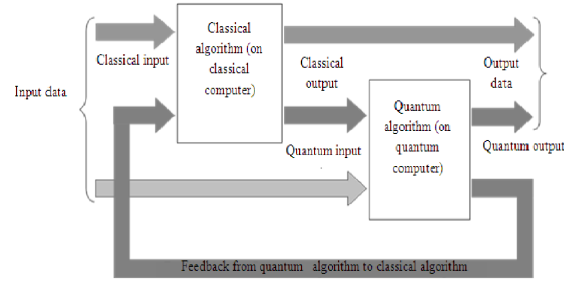 Classical
algorithm (on
classical
computer)
Classical input
Classical
output
Output
data
Input data
Quantum
algorithm (on
quantum
computer)
Quantum input
Quantum output
Feedback from quantum algorithm to classical algorithm